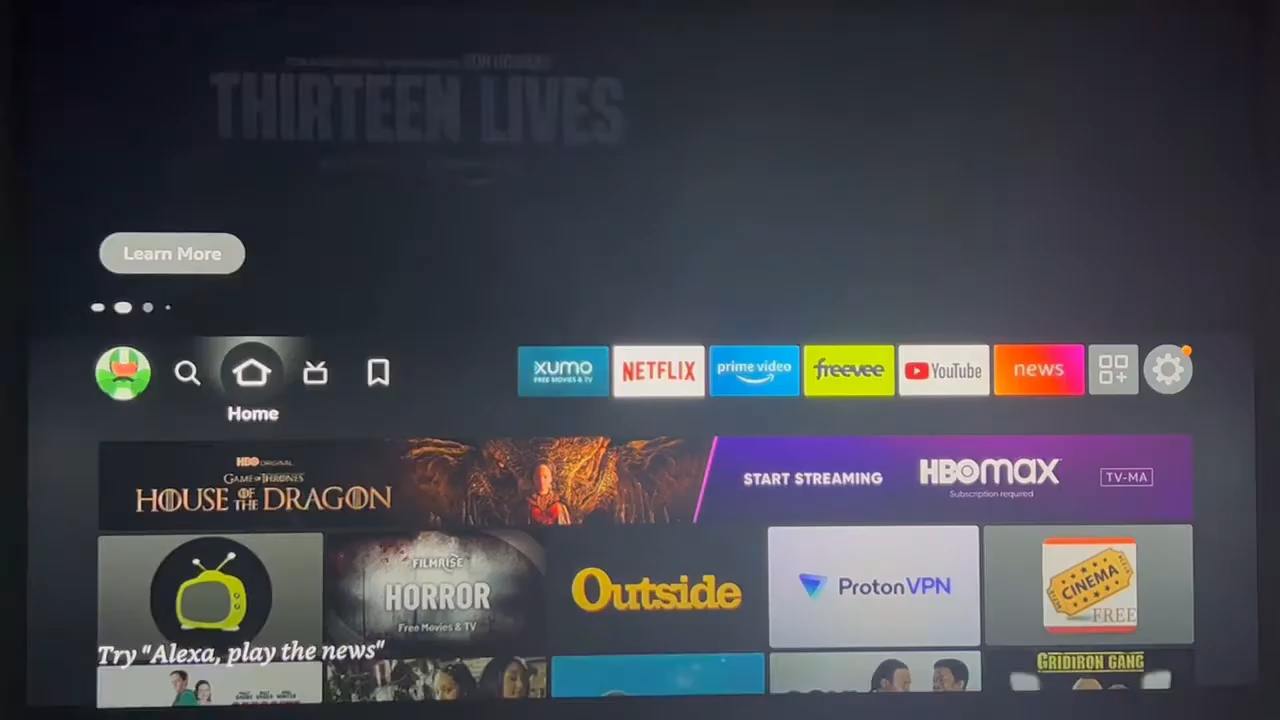 THIRTEEN LIVES
Learn More
xumo
FREE MOVIES & TV
NETFLIX
prime video
freevee
YouTube
news
Home
HBO ORIGINAL
GAME OF THRONES
HOUSE OF THE DRAGON
START STREAMING
HBOMAX
Subscription required
TV-MA
FILMRISE
HORROR
Free Movies & TV
Outside
ProtonVPN
CINEMA
FREE
Try "Alexa, play the news"
GRIDIRON GANG